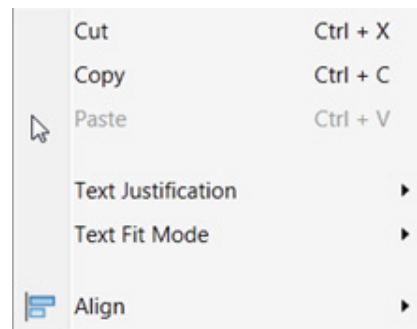 Cut Ctrl + X
Copy Ctrl + C
Paste Ctrl + V
Text Justification
Text Fit Mode
Align